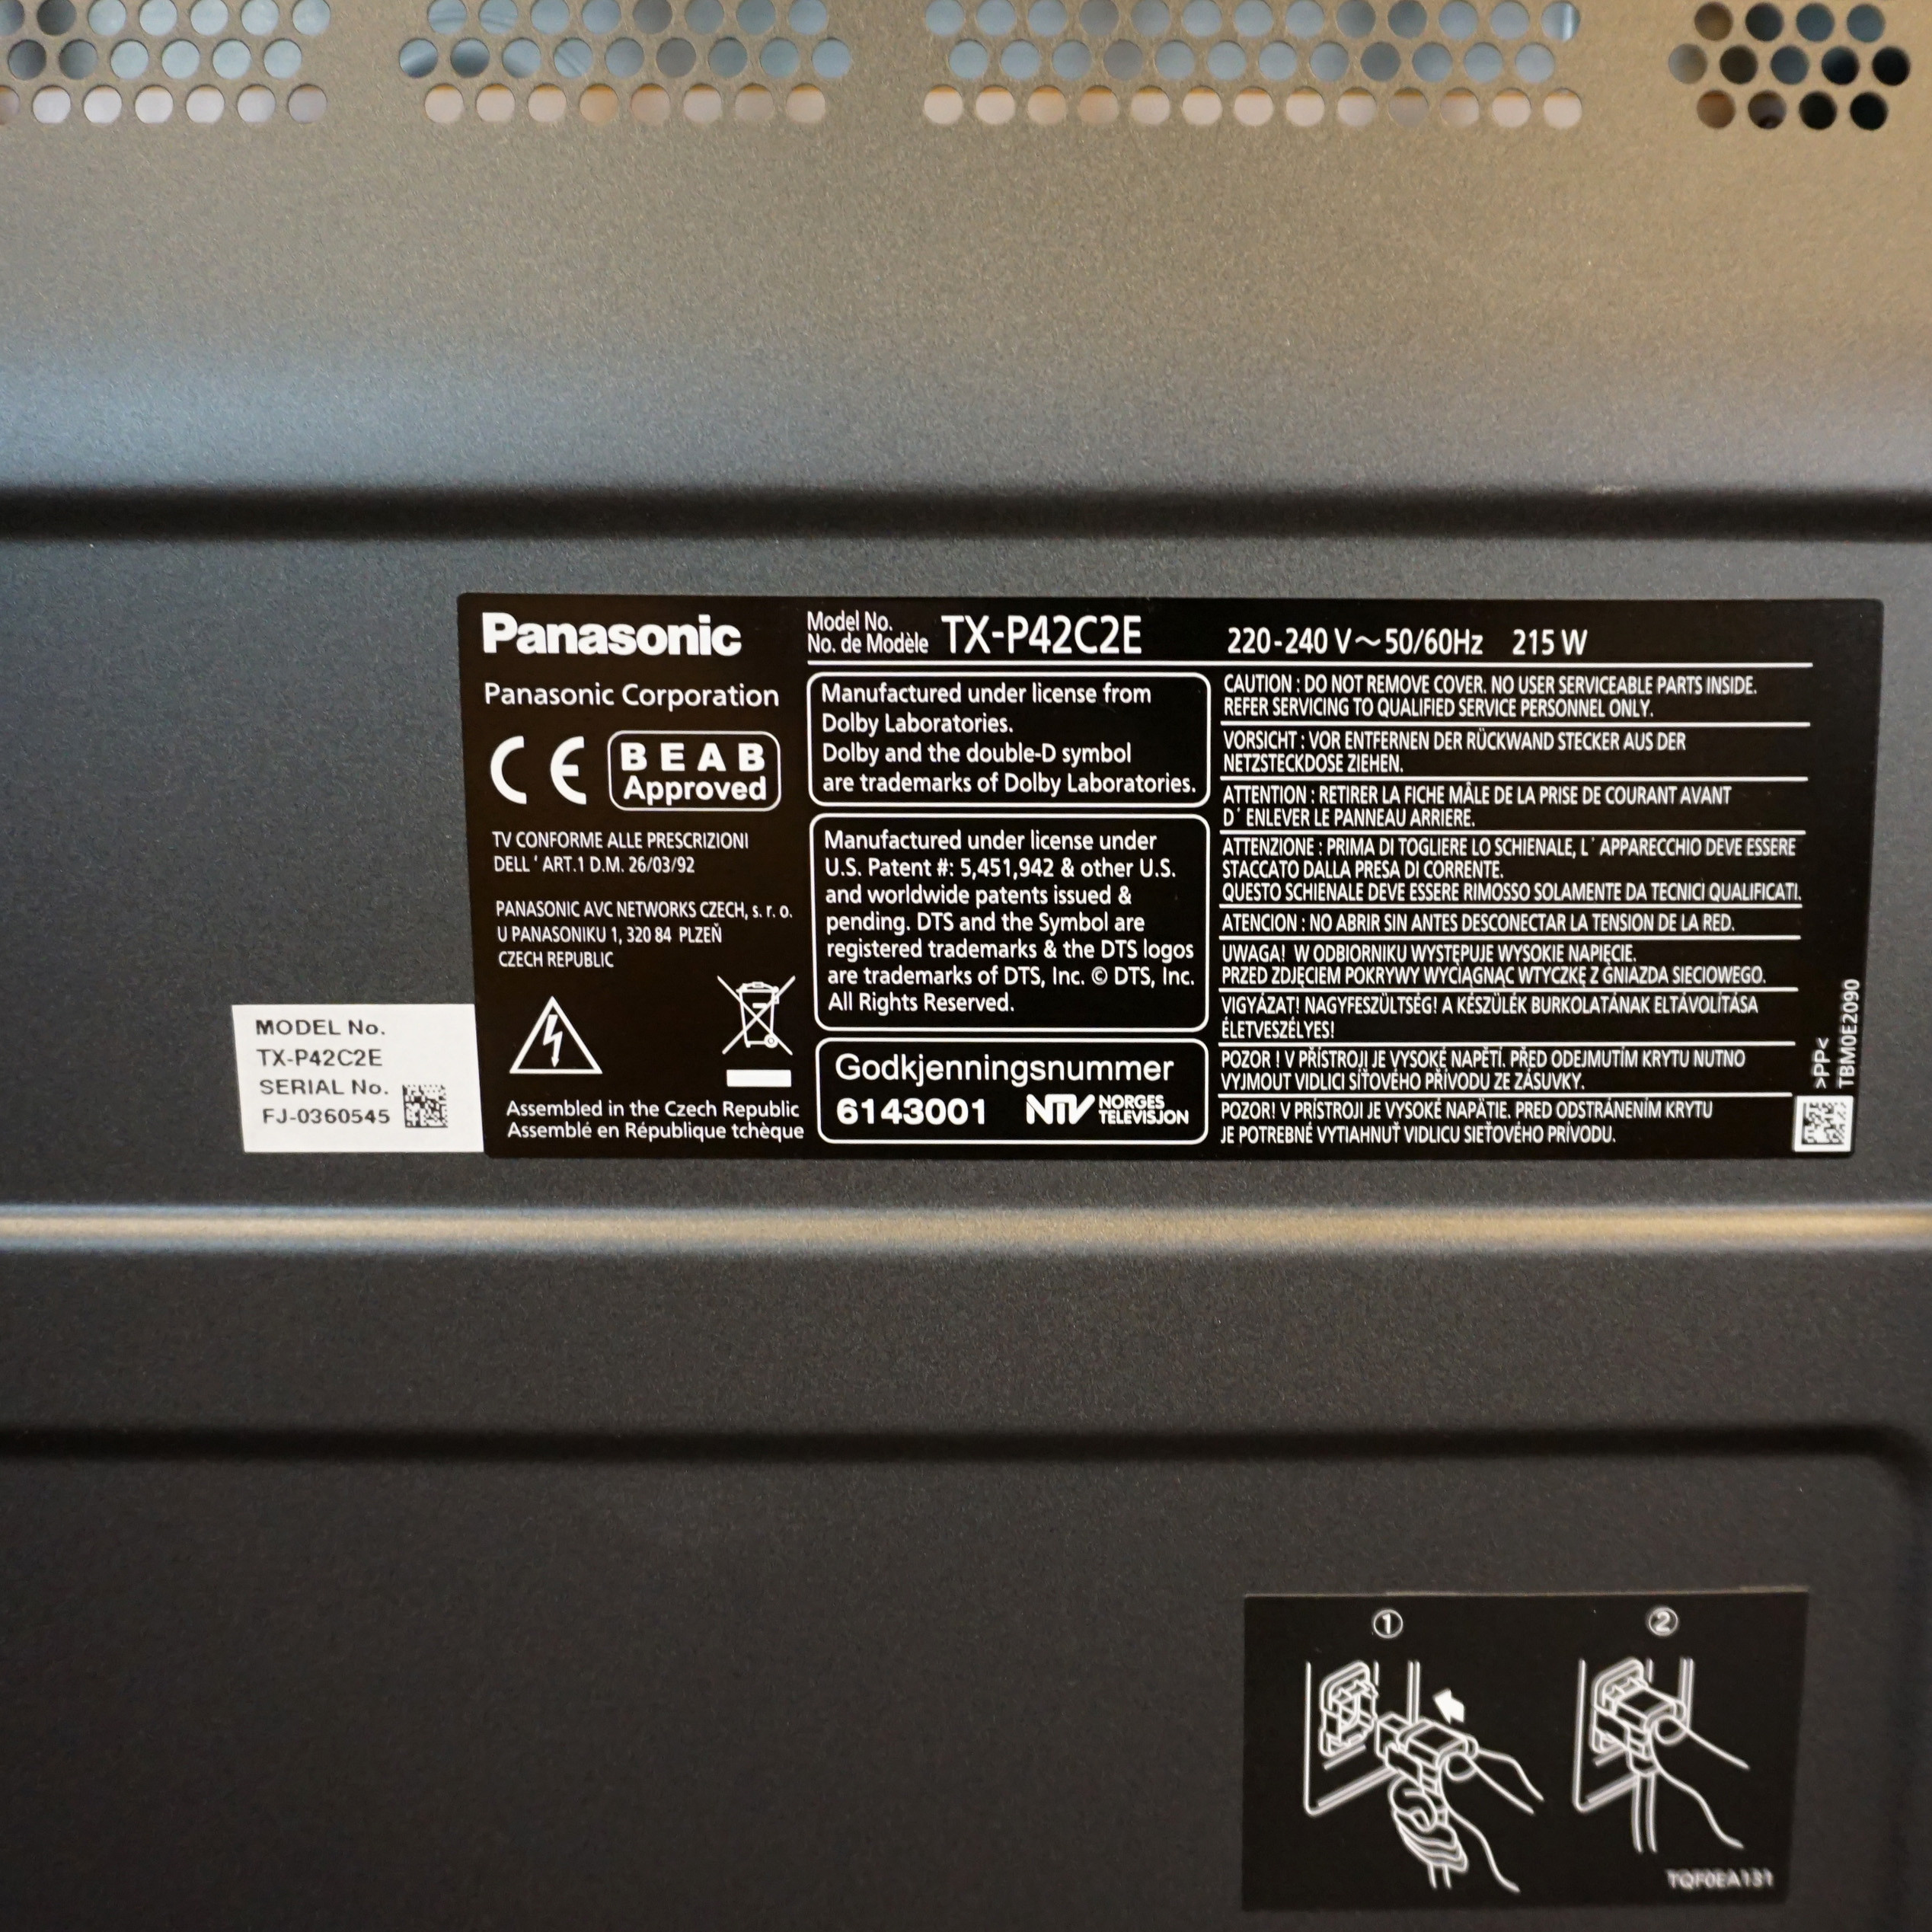 Panasonic
Model No.
No. de Modèle
TX-P42C2E
220-240 V~50/60Hz 215 W
Panasonic Corporation
CE
BEAB
Approved
TV CONFORME ALLE PRESCRIZIONI
DELL ' ART.1 D.M. 26/03/92
PANASONIC AVC NETWORKS CZECH, s. r. o.
U PANASONIKU 1, 320 84 PLZEŇ
CZECH REPUBLIC
Assembled in the Czech Republic
Assemblé en République tchèque
Manufactured under license from
Dolby Laboratories.
Dolby and the double-D symbol
are trademarks of Dolby Laboratories.
Manufactured under license under
U.S. Patent #: 5,451,942 & other U.S.
and worldwide patents issued &
pending. DTS and the Symbol are
registered trademarks & the DTS logos
are trademarks of DTS, Inc. © DTS, Inc.
All Rights Reserved.
Godkjenningsnummer
6143001 NTV NORGES
TELEVISJON
CAUTION : DO NOT REMOVE COVER. NO USER SERVICEABLE PARTS INSIDE.
REFER SERVICING TO QUALIFIED SERVICE PERSONNEL ONLY.
VORSICHT : VOR ENTFERNEN DER RÜCKWAND STECKER AUS DER
NETZSTECKDOSE ZIEHEN.
ATTENTION : RETIRER LA FICHE MÂLE DE LA PRISE DE COURANT AVANT
D ' ENLEVER LE PANNEAU ARRIERE.
ATTENZIONE : PRIMA DI TOGLIERE LO SCHIENALE, L ' APPARECCHIO DEVE ESSERE
STACCATO DALLA PRESA DI CORRENTE.
QUESTO SCHIENALE DEVE ESSERE RIMOSSO SOLAMENTE DA TECNICI QUALIFICATI.
ATENCION : NO ABRIR SIN ANTES DESCONECTAR LA TENSION DE LA RED.
UWAGA! W ODBIORNIKU WYSTĘPUJE WYSOKIE NAPIĘCIE.
PRZED ZDJĘCIEM POKRYWY WYCIĄGNĄĆ WTYCZKĘ Z GNIAZDA SIECIOWEGO.
VIGYÁZAT! NAGYFESZÜLTSÉG! A KÉSZÜLÉK BURKOLATÁNAK ELTÁVOLÍTÁSA
ÉLETVESZÉLYES!
POZOR ! V PŘÍSTROJI JE VYSOKÉ NAPĚTÍ. PŘED ODEJMUTÍM KRYTU NUTNO
VYJMOUT VIDLICI SÍŤOVÉHO PŘÍVODU ZE ZÁSUVKY.
POZOR! V PRÍSTROJI JE VYSOKÉ NAPÄTIE. PRED ODSTRÁNENÍM KRYTU
JE POTREBNÉ VYTIAHNUŤ VIDLICU SIEŤOVÉHO PRÍVODU.
>PP<
TBM0E2090
MODEL No.
TX-P42C2E
SERIAL No.
FJ-0360545
1
2
TQF0EA131